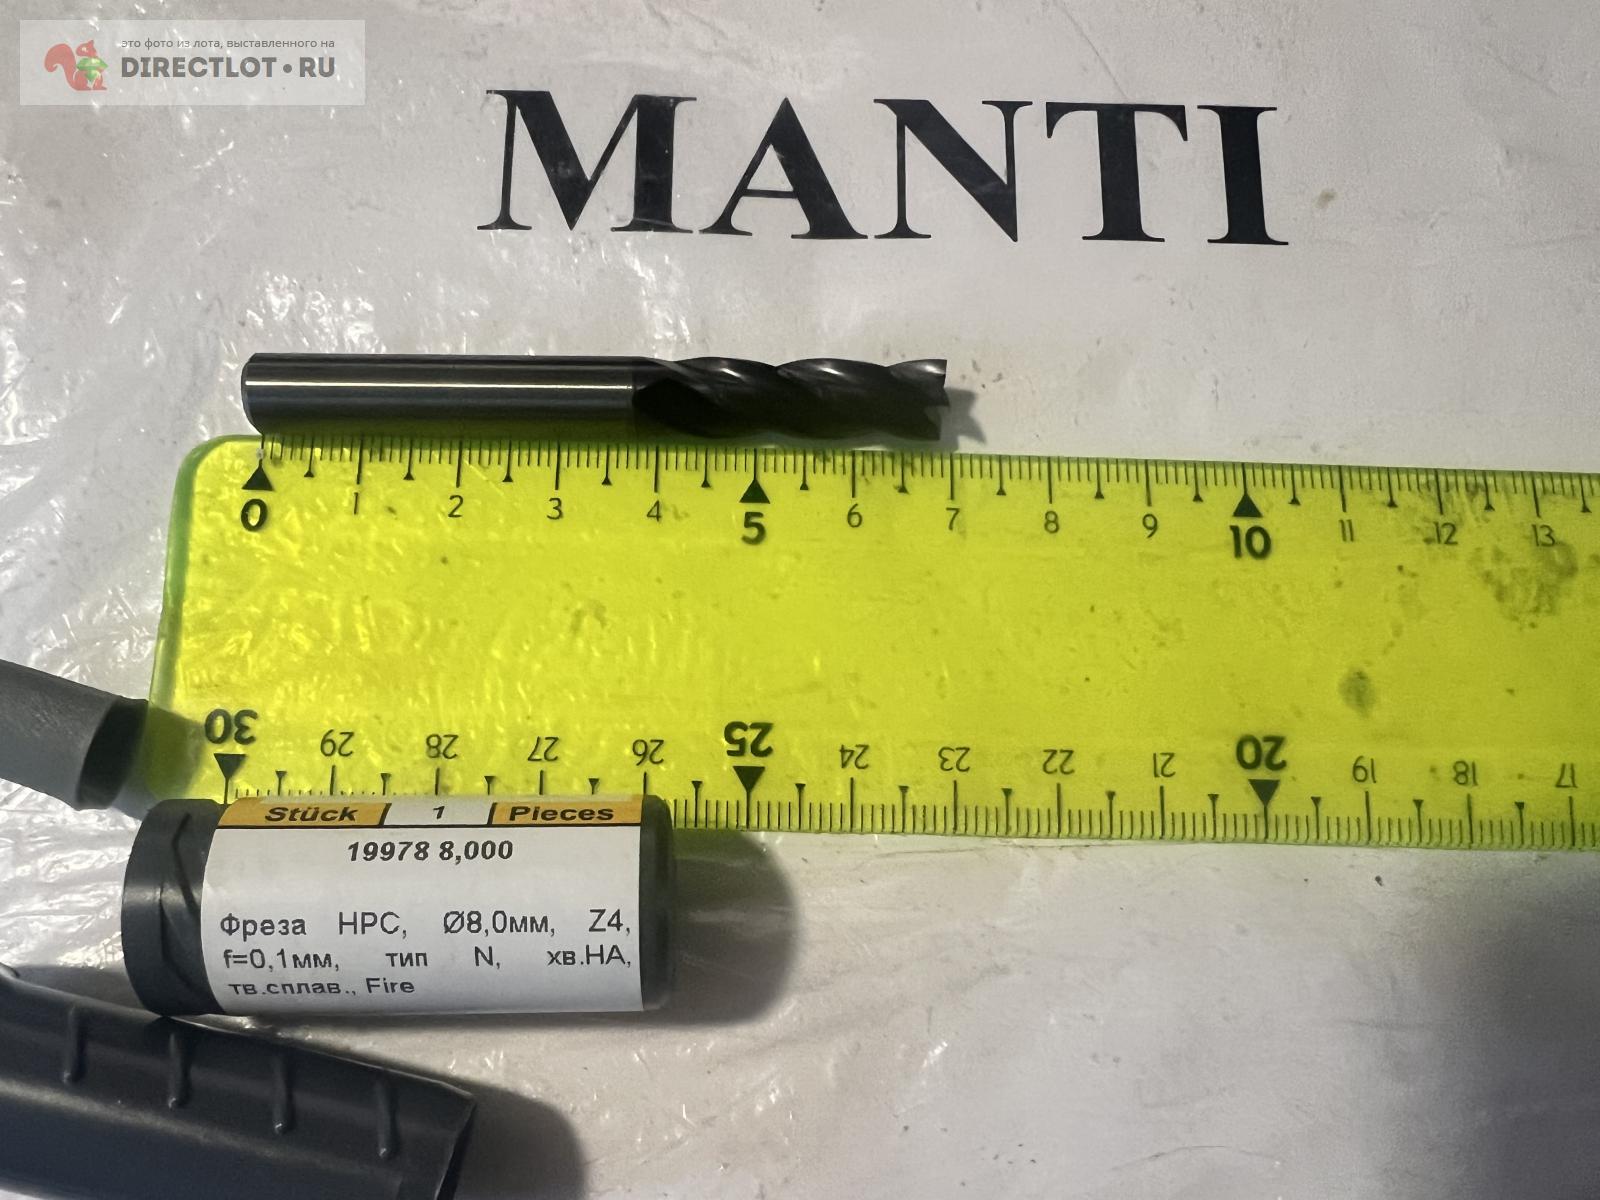 это фото из лота, выставленного на
DIRECTLOT•RU
MANTI
0 1 2 3 4 5 6 7 8 9 10 11 12 13
30 29 28 27 26 25 24 23 22 21 20 19 18 17
Stück 1 Pieces
19978 8,000
Фреза HPC, Ø8,0мм, Z4,
f=0,1мм, тип N, хв.HA,
тв.сплав., Fire